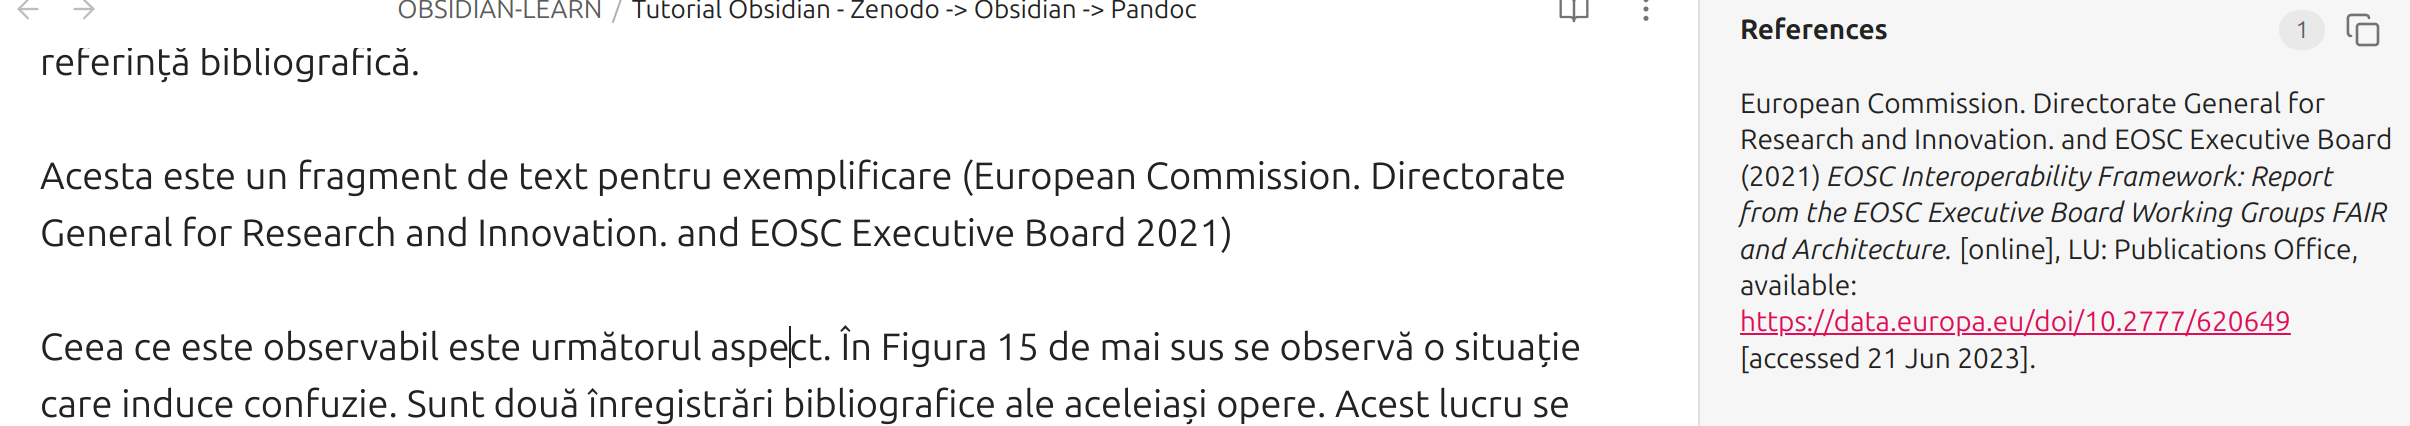 OBSIDIAN-LEARN / Tutorial Obsidian - Zenodo -> Obsidian -> Pandoc
referință bibliografică.
Acesta este un fragment de text pentru exemplificare (European Commission. Directorate
General for Research and Innovation. and EOSC Executive Board 2021)
Ceea ce este observabil este următorul aspect. În Figura 15 de mai sus se observă o situație
care induce confuzie. Sunt două înregistrări bibliografice ale aceleiași opere. Acest lucru se
References 1
European Commission. Directorate General for
Research and Innovation. and EOSC Executive Board
(2021) EOSC Interoperability Framework: Report
from the EOSC Executive Board Working Groups FAIR
and Architecture. [online], LU: Publications Office,
available:
https://data.europa.eu/doi/10.2777/620649
[accessed 21 Jun 2023].